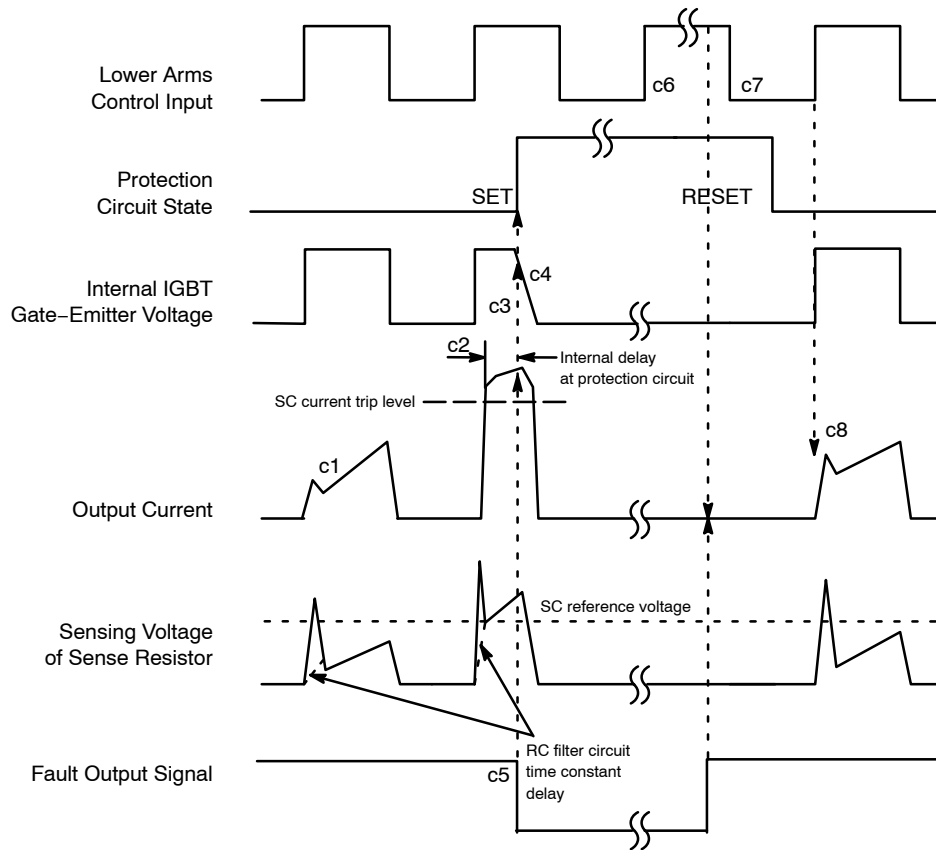 Lower Arms
Control Input
c6
c7
Protection
Circuit State
SET
RESET
Internal IGBT
Gate−Emitter Voltage
c3
c4
c2
Internal delay
at protection circuit
SC current trip level
c1
c8
Output Current
SC reference voltage
Sensing Voltage
of Sense Resistor
RC filter circuit
time constant
delay
Fault Output Signal
c5